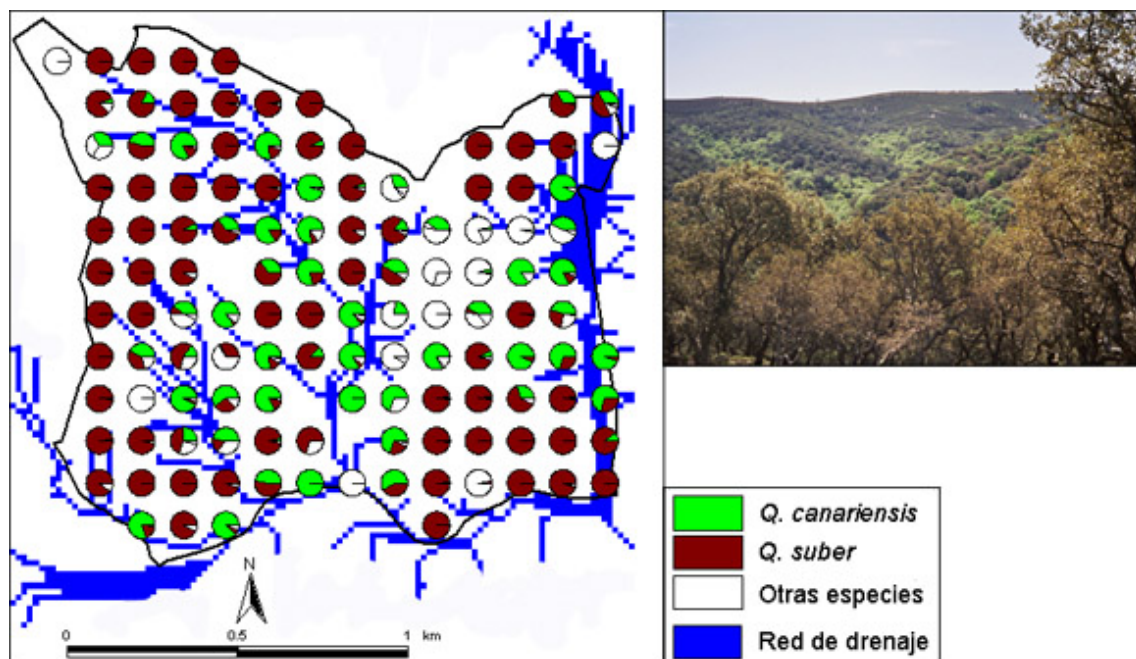 N
0 0.5 1 km
Q. canariensis
Q. suber
Otras especies
Red de drenaje